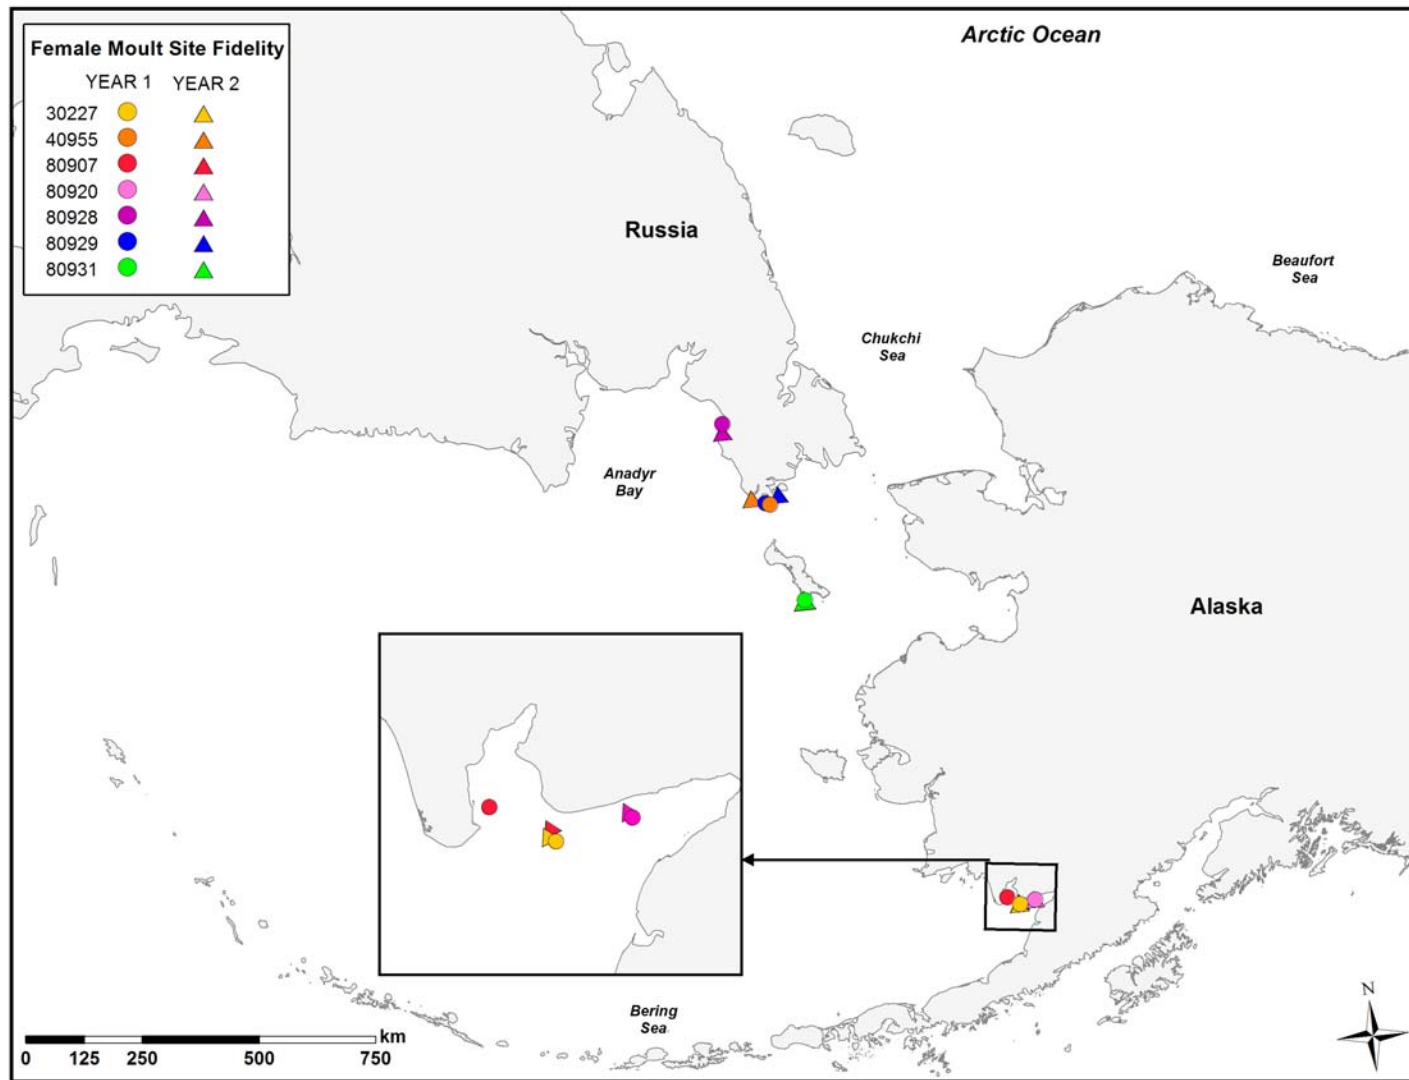 Arctic Ocean
Female Moult Site Fidelity
YEAR 1 YEAR 2
30227
40955
80907
80920
80928
80929
80931
Russia
Beaufort
Sea
Chukchi
Sea
Anadyr
Bay
Alaska
Bering
Sea
N
km
0 125 250 500 750